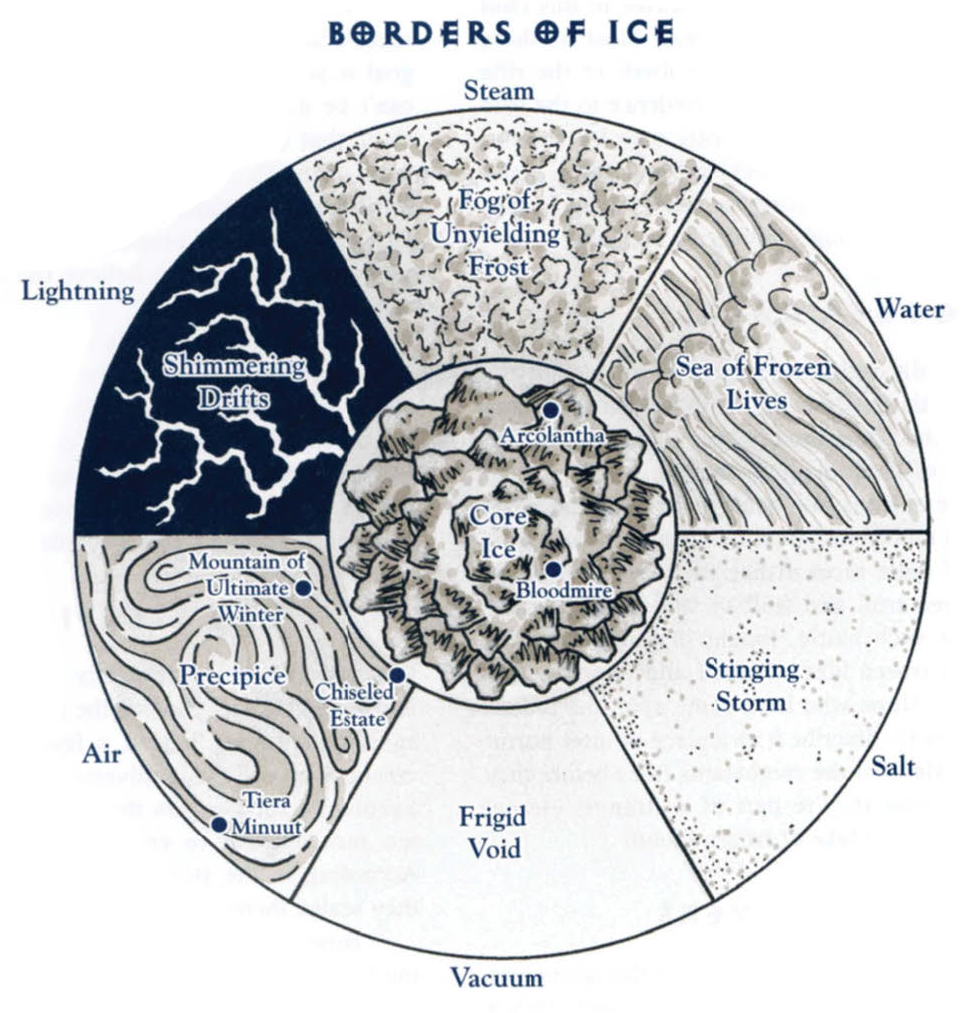 BORDERS OF ICE
Steam
Fog of
Unyielding
Frost
Lightning
Water
Shimmering
Drifts
Sea of Frozen
Lives
Arcolantha
Core
Ice
Bloodmire
Mountain of
Ultimate
Winter
Precipice
Chiseled
Estate
Stinging
Storm
Air
Salt
Tiera
Minuut
Frigid
Void
Vacuum